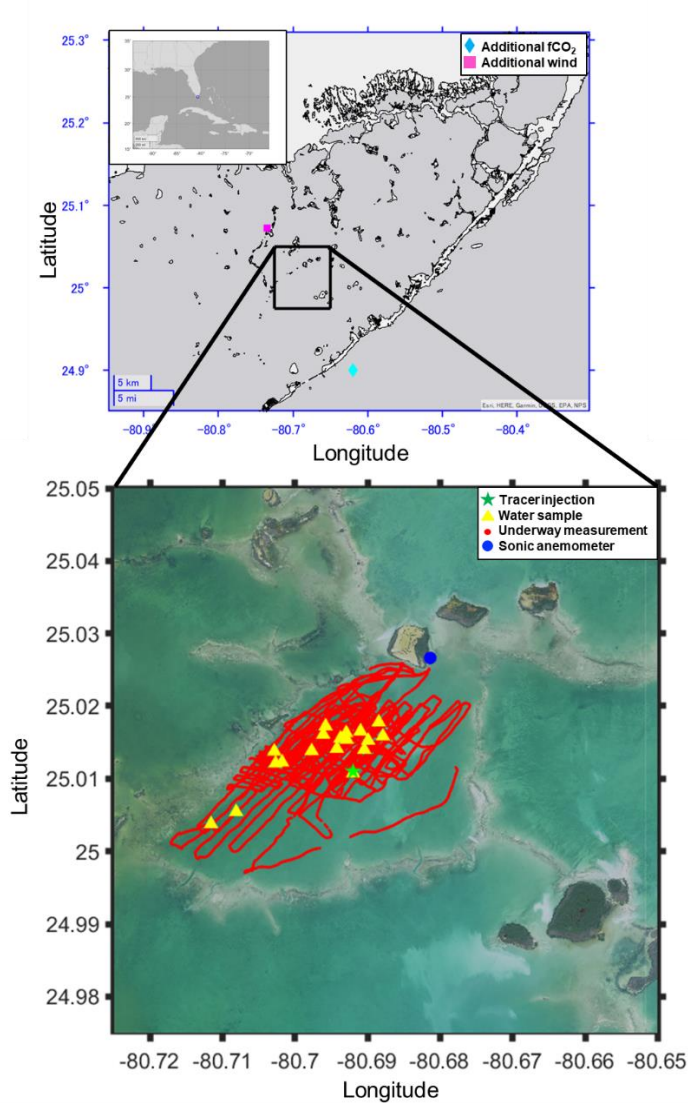 25.3°
Additional fCO₂
Additional wind
25.2°
25.1°
Latitude
25°
24.9°
5 km
5 mi
Esri, HERE, Garmin, USGS, EPA, NPS
-80.9
-80.8°
-80.7°
-80.6°
-80.5°
-80.4°
Longitude
25.05
Tracer injection
Water sample
Underway measurement
Sonic anemometer
25.04
25.03
25.02
Latitude
25.01
25
24.99
24.98
-80.72
-80.71
-80.7
-80.69
-80.68
-80.67
-80.66
-80.65
Longitude